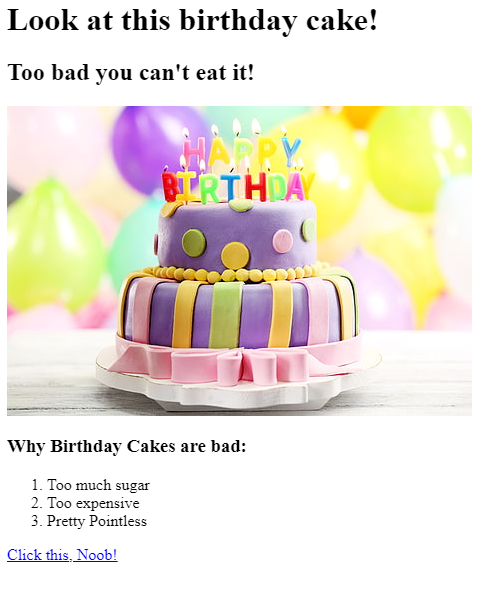 Look at this birthday cake!
Too bad you can't eat it!
HAPPY
BIRTHDAY
Why Birthday Cakes are bad:
1. Too much sugar
2. Too expensive
3. Pretty Pointless
Click this, Noob!